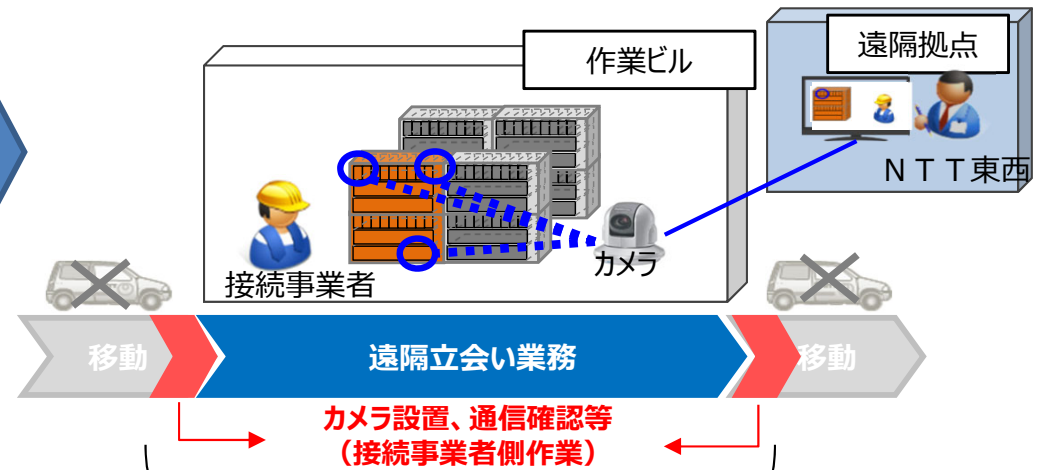 作業ビル
遠隔拠点
ＮＴＴ東西
カメラ
接続事業者
移動
遠隔立会い業務
移動
カメラ設置、通信確認等
（接続事業者側作業）